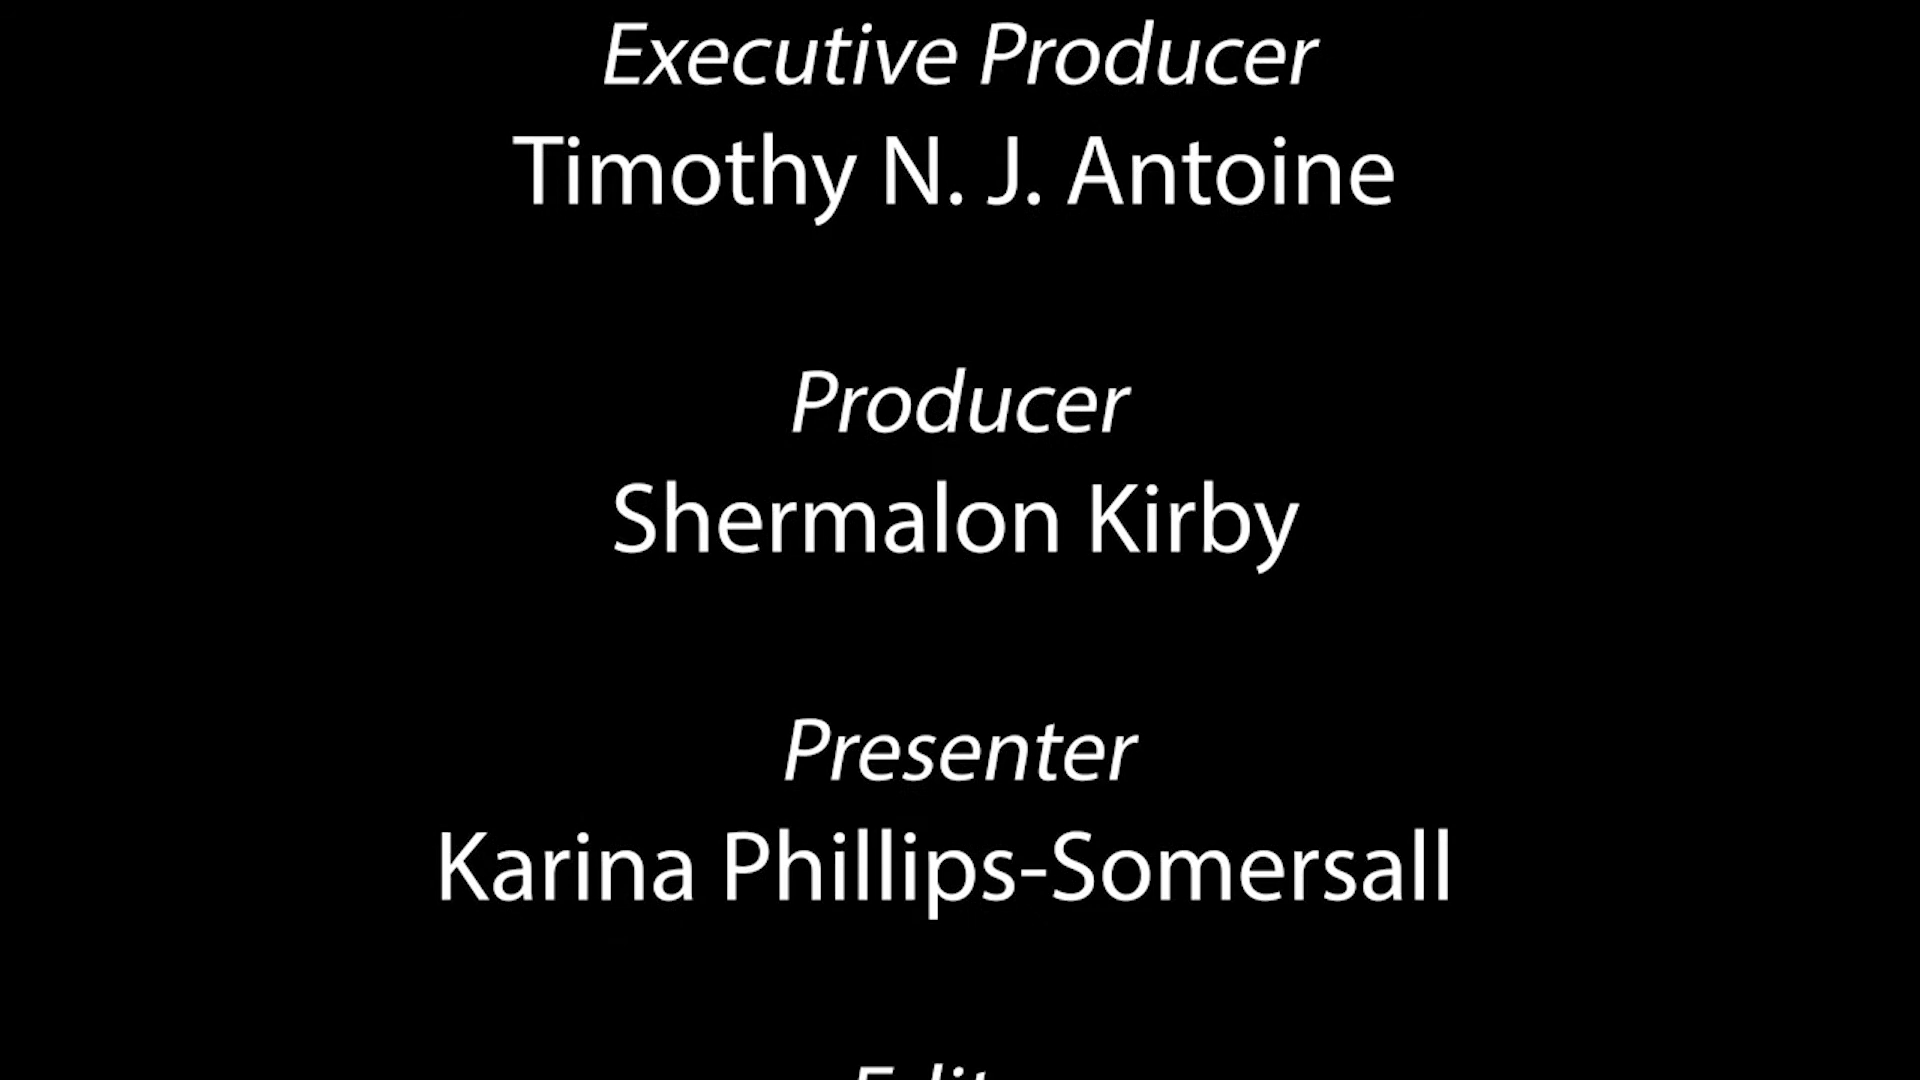 Executive Producer
Timothy N. J. Antoine
Producer
Shermalon Kirby
Presenter
Karina Phillips-Somersall